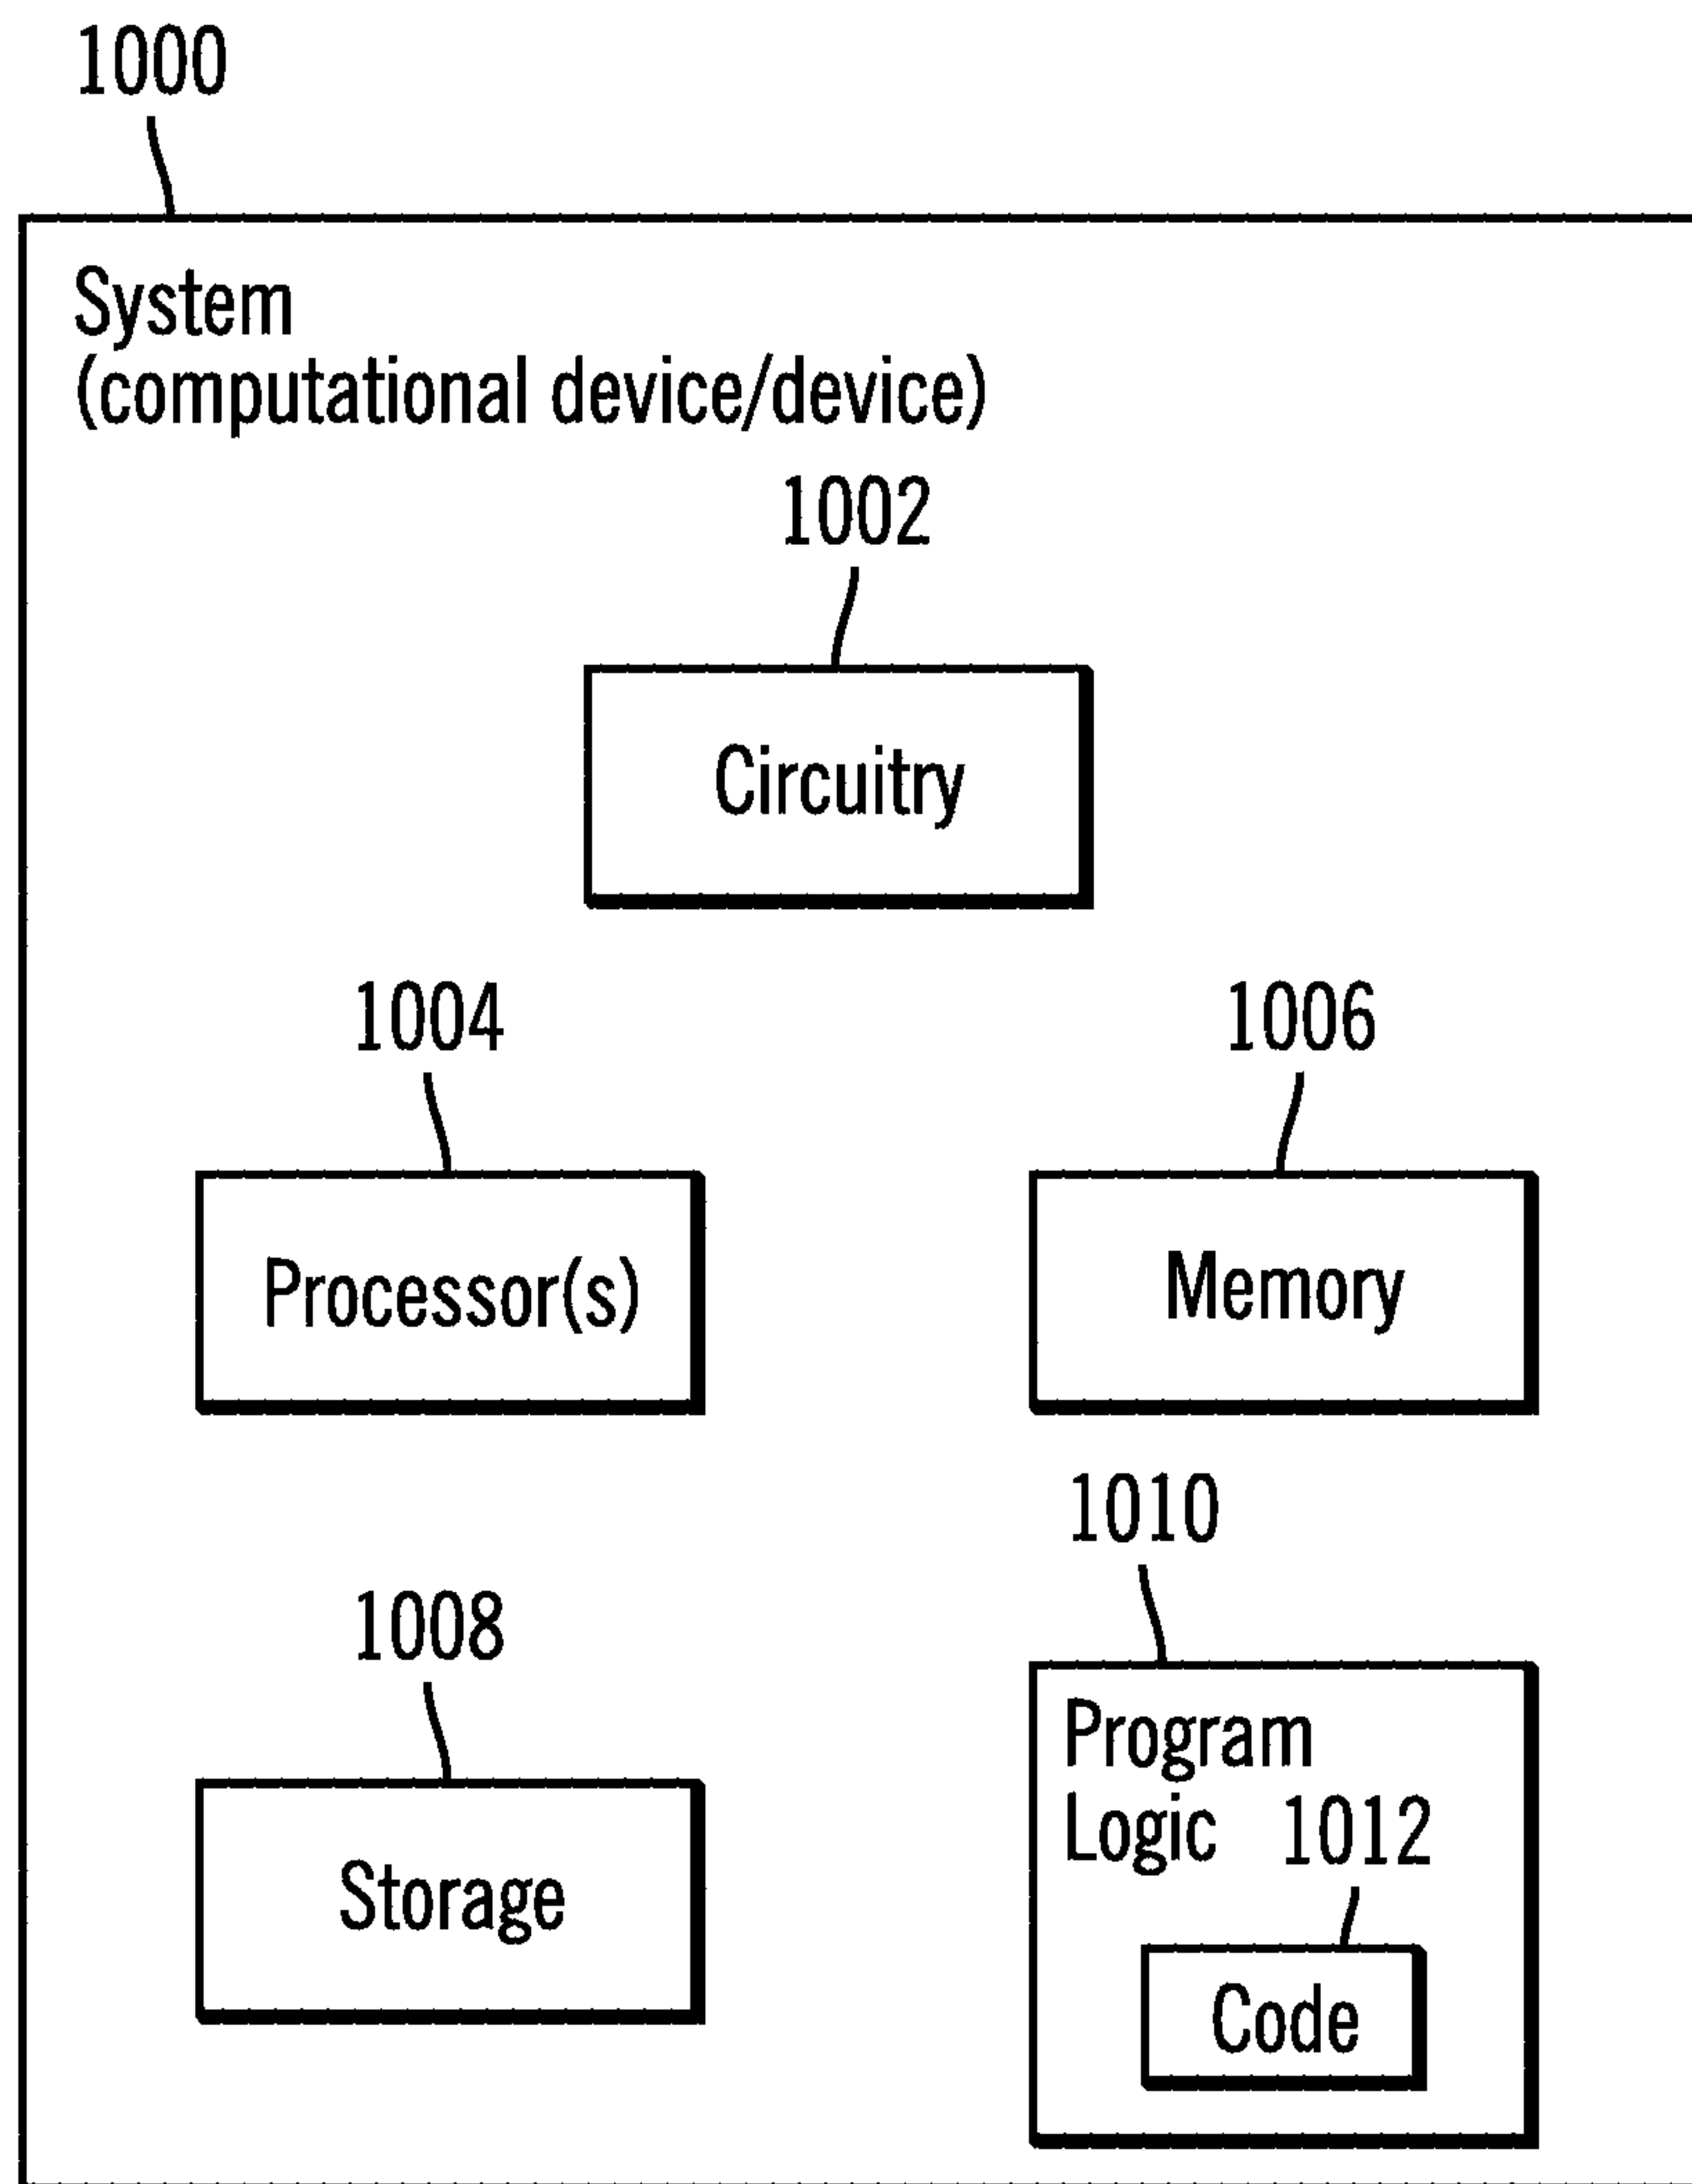 1000
System
(computational device/device)
1002
Circuitry
1004
1006
Processor(s)
Memory
1010
1008
Program
Logic 1012
Storage
Code